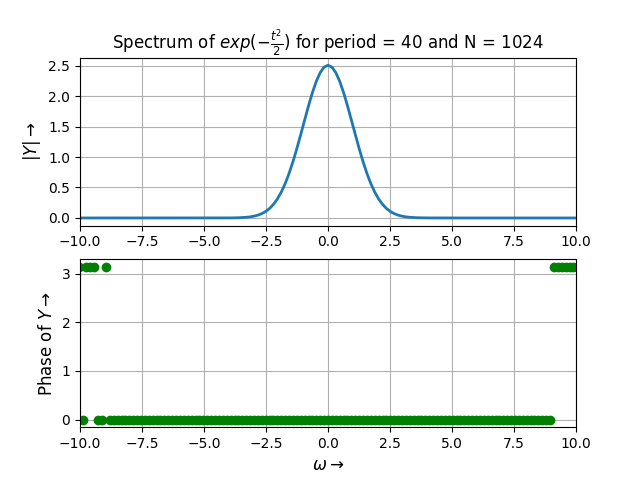 Spectrum of exp(−t²/2) for period = 40 and N = 1024
|Y| →
2.5
2.0
1.5
1.0
0.5
0.0
−10.0 −7.5 −5.0 −2.5 0.0 2.5 5.0 7.5 10.0
Phase of Y →
3
2
1
0
−10.0 −7.5 −5.0 −2.5 0.0 2.5 5.0 7.5 10.0
ω →